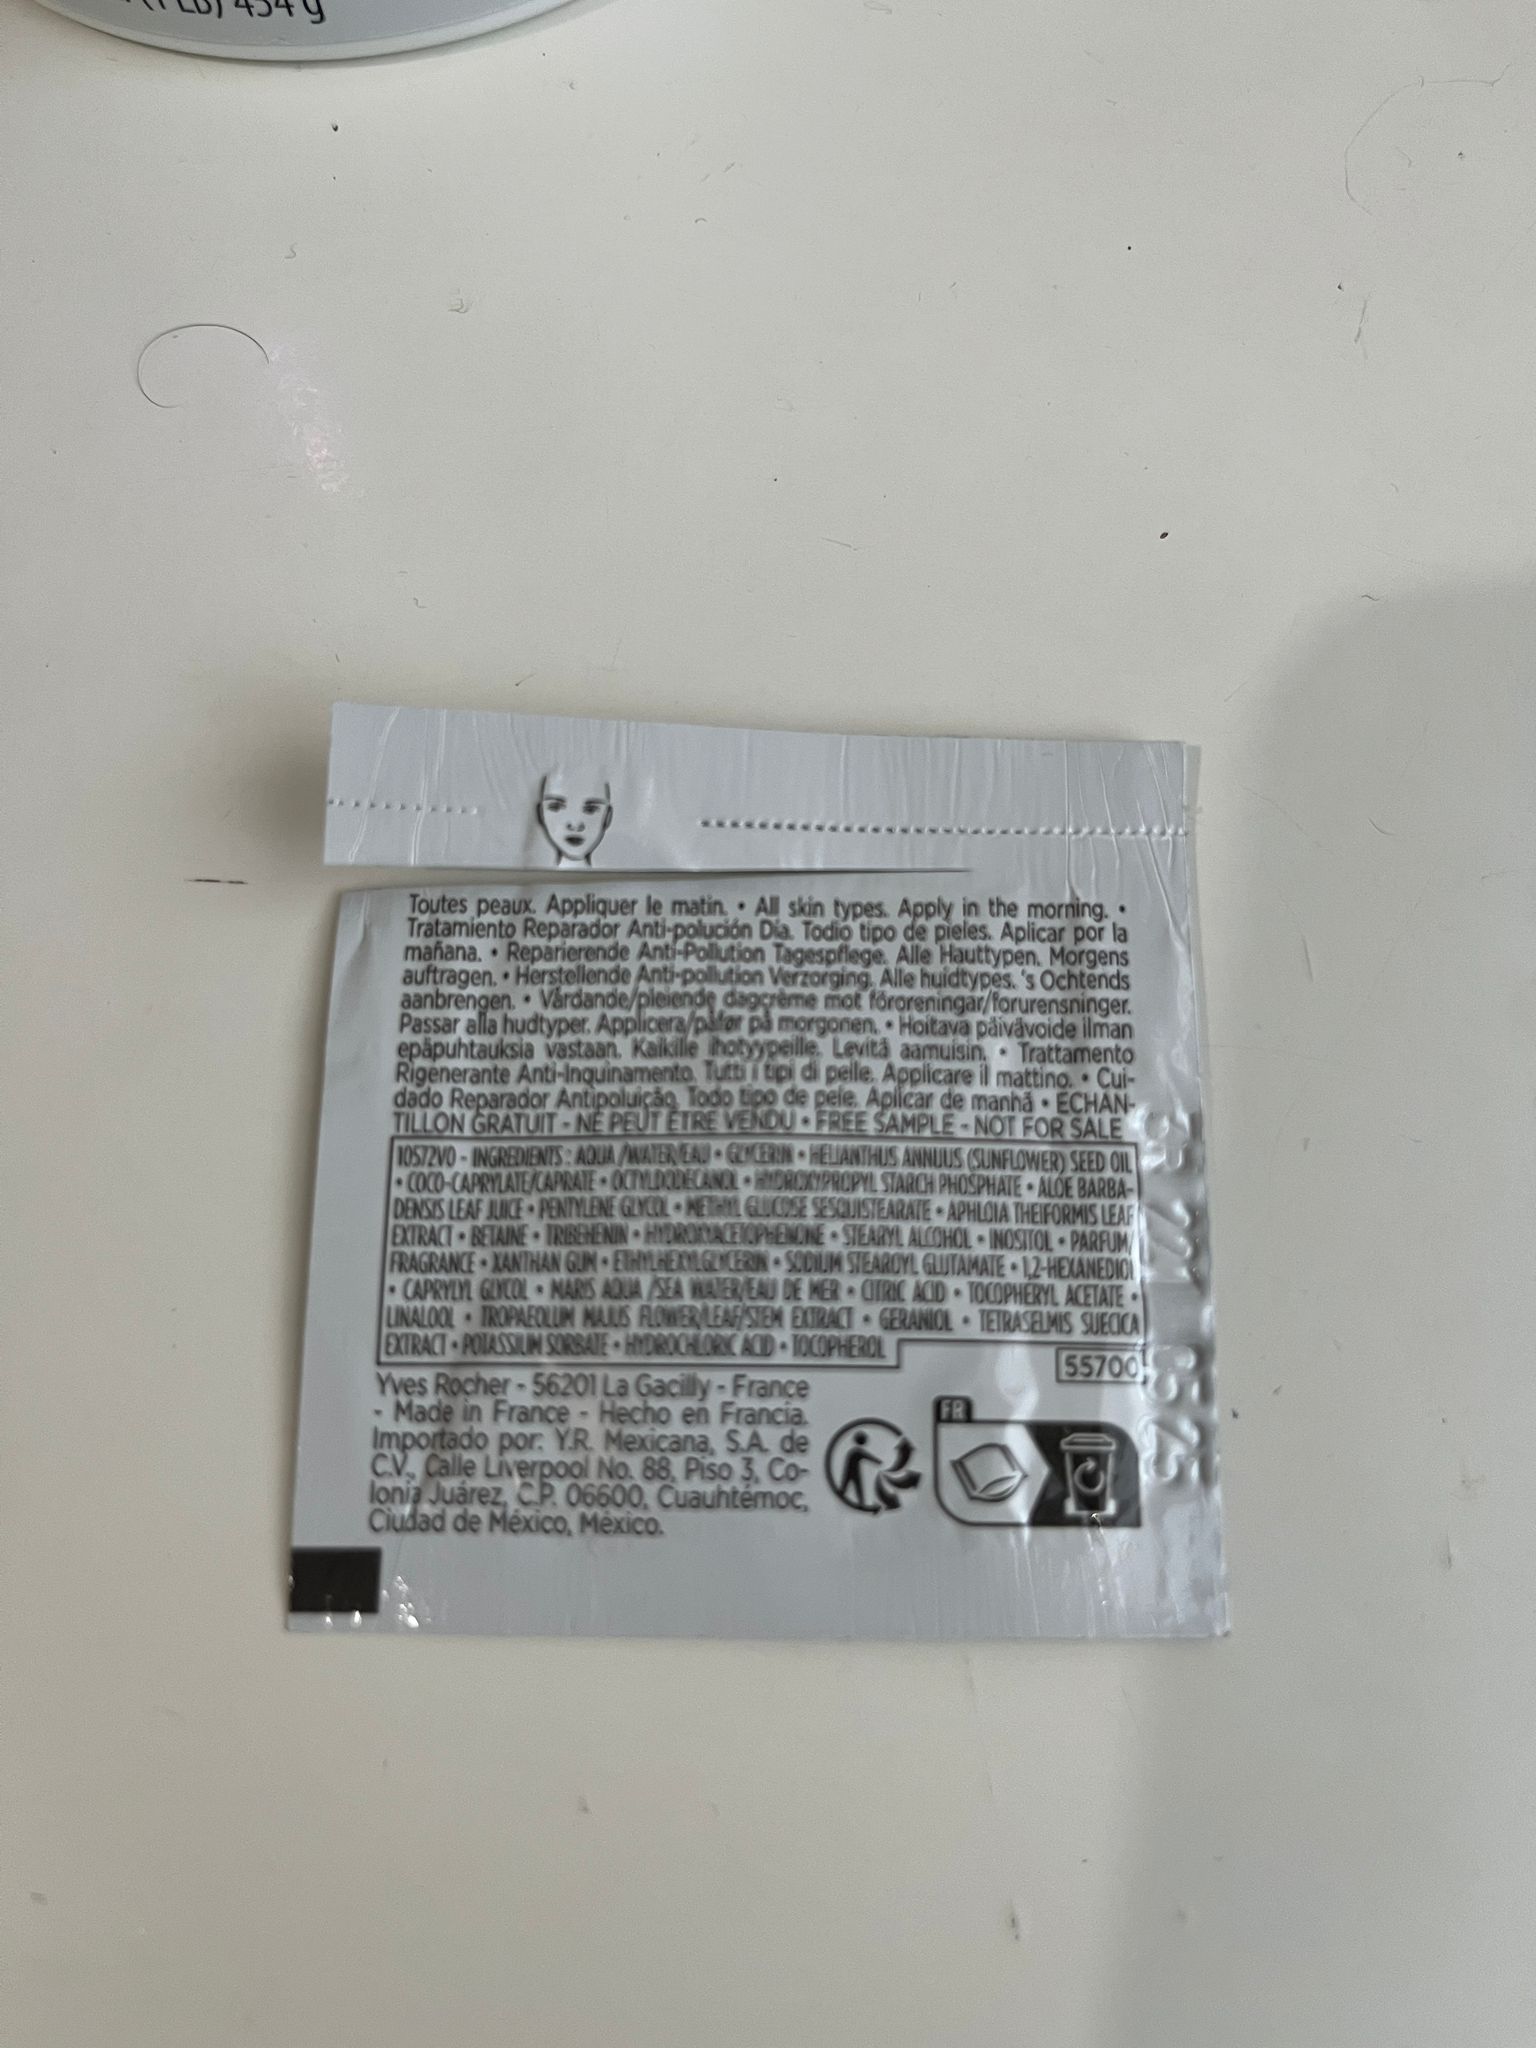 (1 LB) 454 g
Toutes peaux. Appliquer le matin. • All skin types. Apply in the morning. •
Tratamiento Reparador Anti-polución Día. Todio tipo de pieles. Aplicar por la
mañana. • Reparierende Anti-Pollution Tagespflege. Alle Hauttypen. Morgens
auftragen. • Herstellende Anti-pollution Verzorging. Alle huidtypes. 's Ochtends
aanbrengen. • Vårdande/pleiende dagcrème mot föroreningar/forurensninger.
Passar alla hudtyper. Applicera/påfør på morgonen. • Hoitava päivävoide ilman
epäpuhtauksia vastaan. Kaikille ihotyypeille. Levitä aamuisin. • Trattamento
Rigenerante Anti-Inquinamento. Tutti i tipi di pelle. Applicare il mattino. • Cui-
dado Reparador Antipoluição. Todo tipo de pele. Aplicar de manhã • ECHAN-
TILLON GRATUIT - NE PEUT ÊTRE VENDU • FREE SAMPLE - NOT FOR SALE
10572V0 - INGREDIENTS : AQUA /WATER/EAU • GLYCERIN • HELIANTHUS ANNUUS (SUNFLOWER) SEED OIL
• COCO-CAPRYLATE/CAPRATE • OCTYLDODECANOL • HYDROXYPROPYL STARCH PHOSPHATE • ALOE BARBA-
DENSIS LEAF JUICE • PENTYLENE GLYCOL • METHYL GLUCOSE SESQUISTEARATE • APHLOIA THEIFORMIS LEAF
EXTRACT • BETAINE • TRIBEHENIN • HYDROXYACETOPHENONE • STEARYL ALCOHOL • INOSITOL • PARFUM/
FRAGRANCE • XANTHAN GUM • ETHYLHEXYLGLYCERIN • SODIUM STEAROYL GLUTAMATE • 1,2-HEXANEDIOL
• CAPRYLYL GLYCOL • MARIS AQUA /SEA WATER/EAU DE MER • CITRIC ACID • TOCOPHERYL ACETATE •
LINALOOL • TROPAEOLUM MAJUS FLOWER/LEAF/STEM EXTRACT • GERANIOL • TETRASELMIS SUECICA
EXTRACT • POTASSIUM SORBATE • HYDROCHLORIC ACID • TOCOPHEROL
55700
Yves Rocher - 56201 La Gacilly - France
- Made in France - Hecho en Francia.
Importado por: Y.R. Mexicana, S.A. de
C.V., Calle Liverpool No. 88, Piso 3, Co-
lonia Juárez, C.P. 06600, Cuauhtémoc,
Ciudad de México, México.
FR